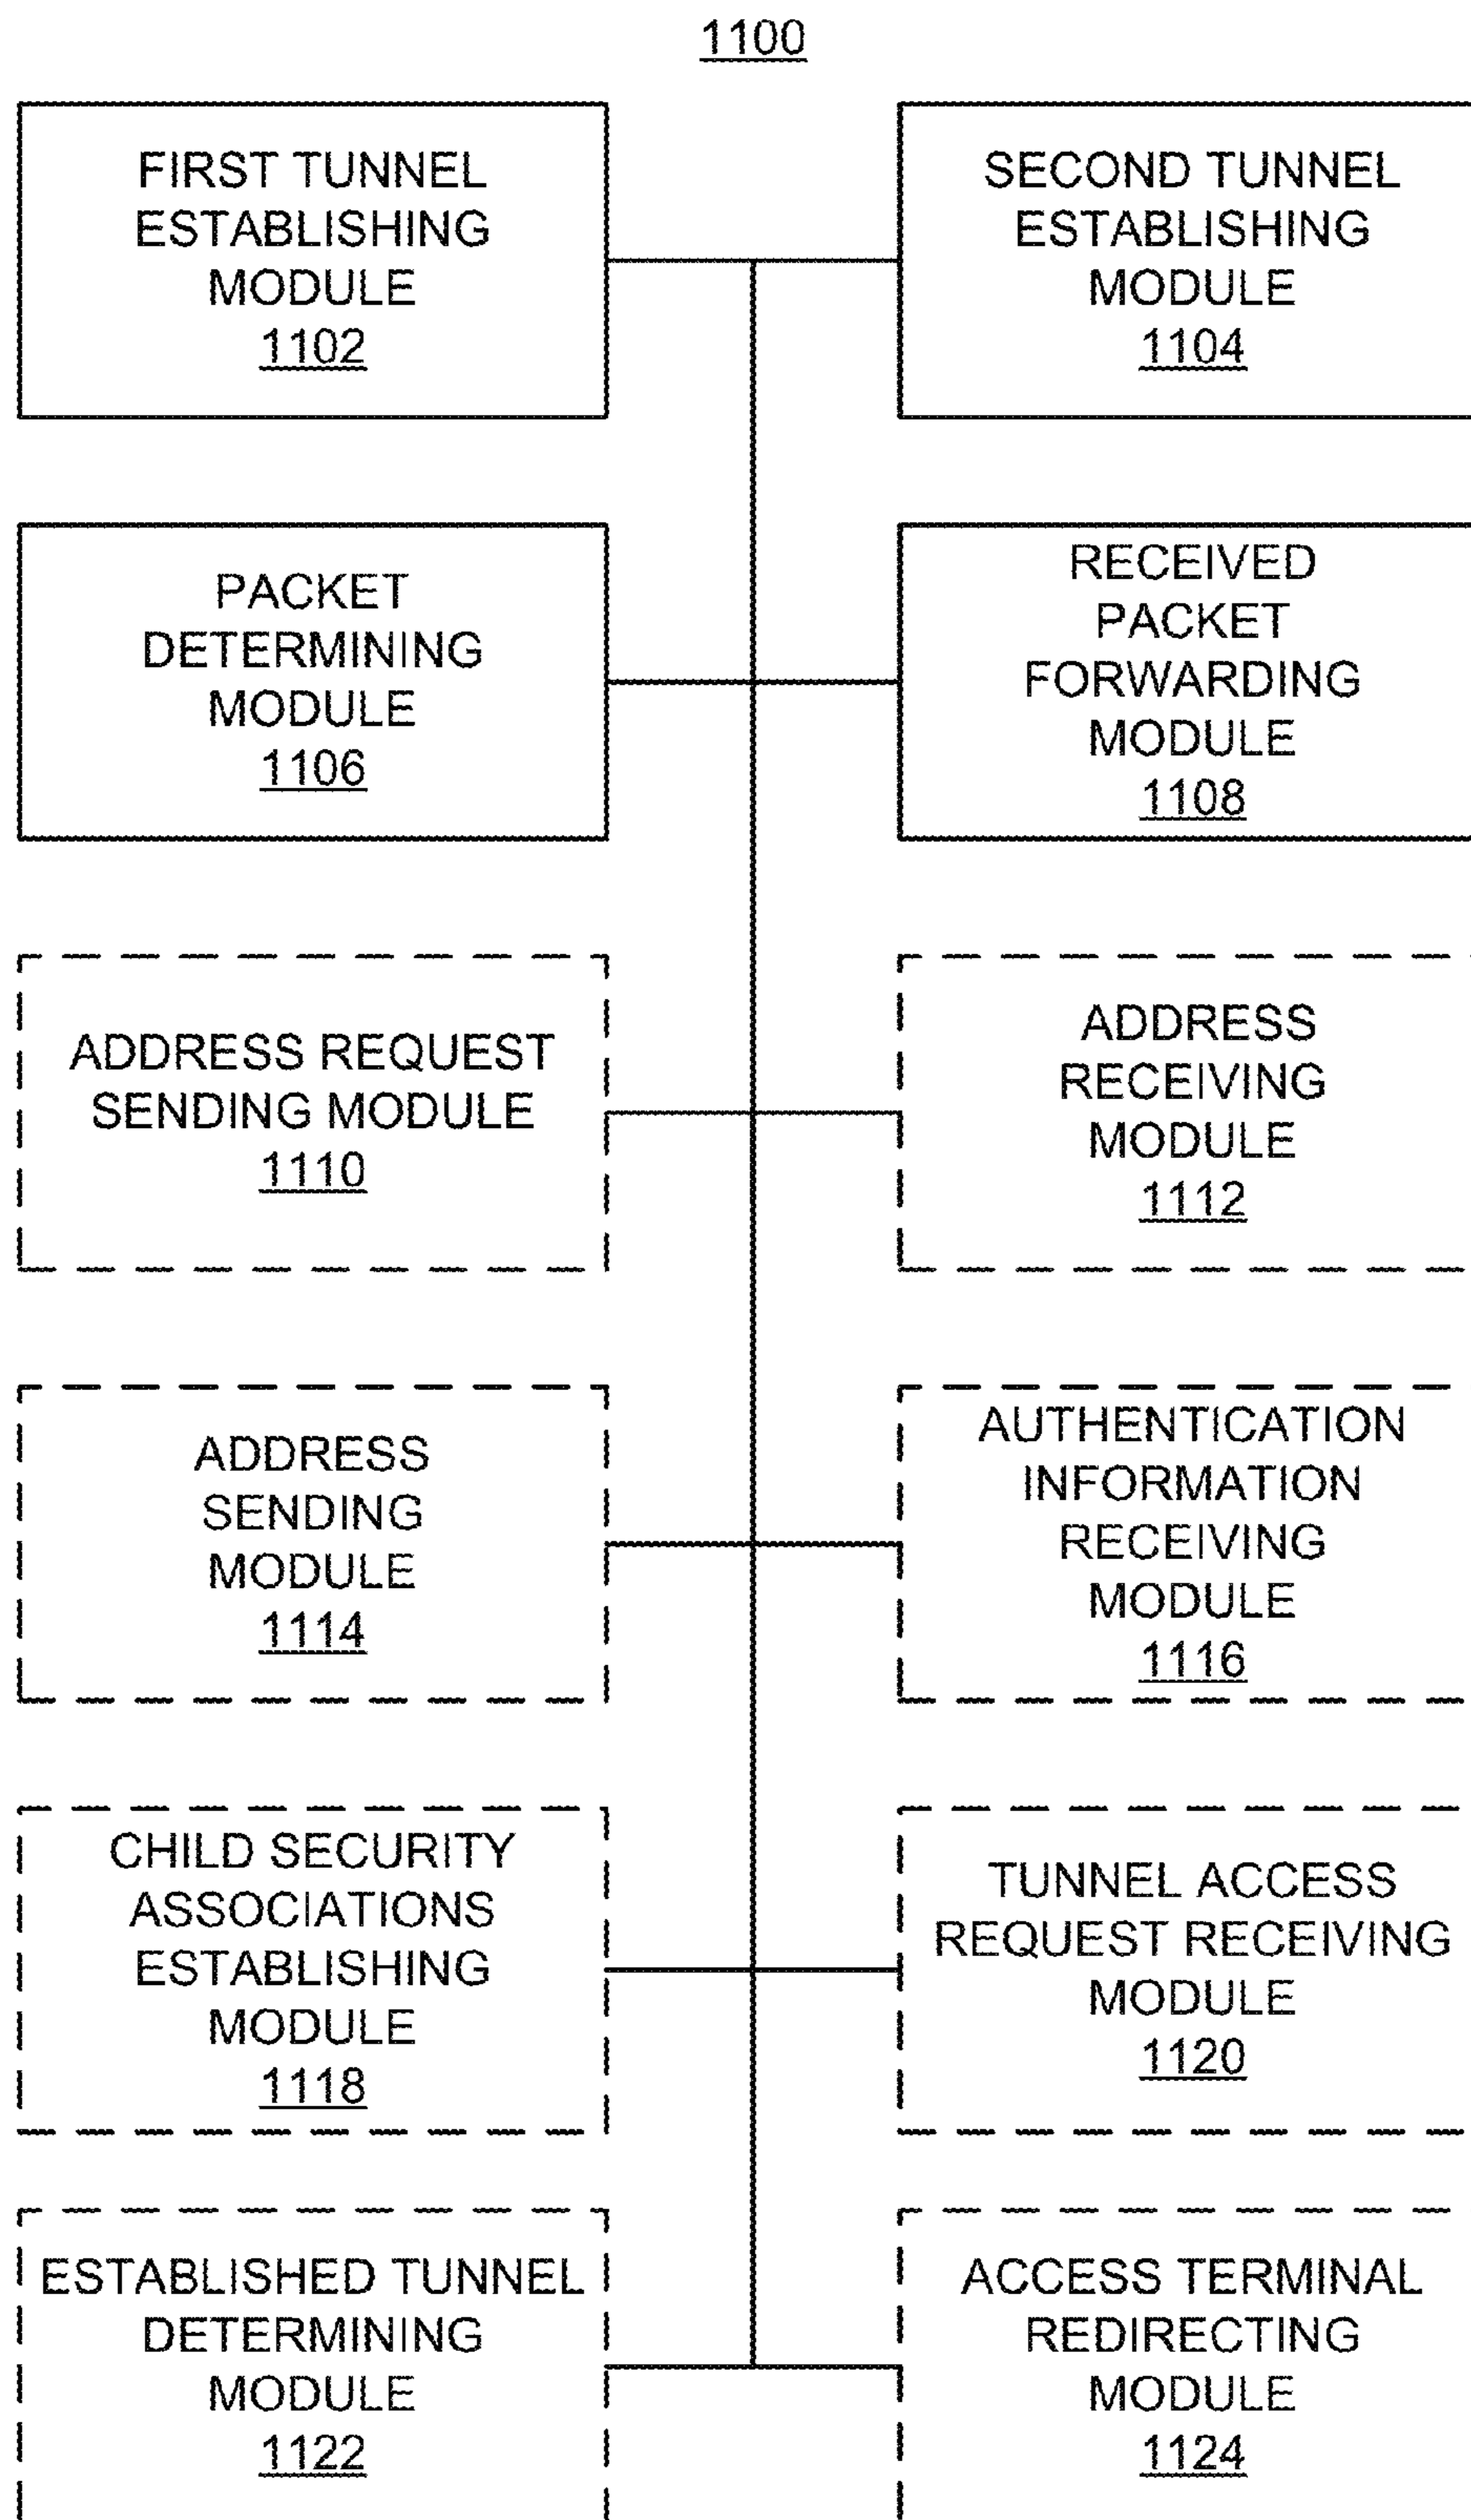 1100
FIRST TUNNEL
ESTABLISHING
MODULE
1102
SECOND TUNNEL
ESTABLISHING
MODULE
1104
PACKET
DETERMINING
MODULE
1106
RECEIVED
PACKET
FORWARDING
MODULE
1108
ADDRESS REQUEST
SENDING MODULE
1110
ADDRESS
RECEIVING
MODULE
1112
ADDRESS
SENDING
MODULE
1114
AUTHENTICATION
INFORMATION
RECEIVING
MODULE
1116
CHILD SECURITY
ASSOCIATIONS
ESTABLISHING
MODULE
1118
TUNNEL ACCESS
REQUEST RECEIVING
MODULE
1120
ESTABLISHED TUNNEL
DETERMINING
MODULE
1122
ACCESS TERMINAL
REDIRECTING
MODULE
1124